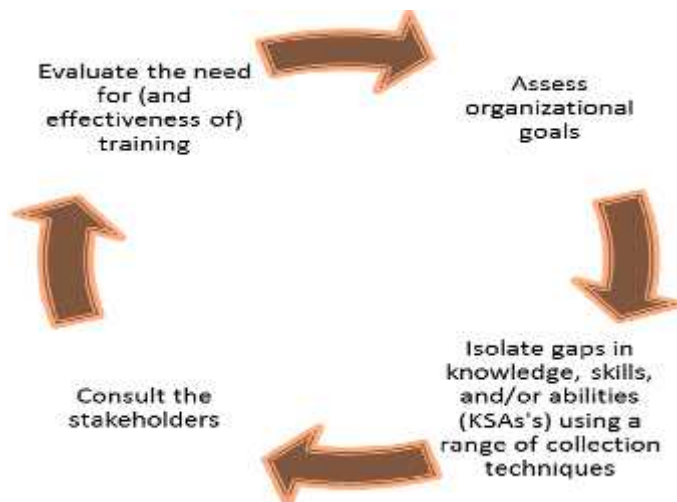 Evaluate the need
for (and
effectiveness of)
training
Assess
organizational
goals
Isolate gaps in
knowledge, skills,
and/or abilities
(KSAs's) using a
range of collection
techniques
Consult the
stakeholders